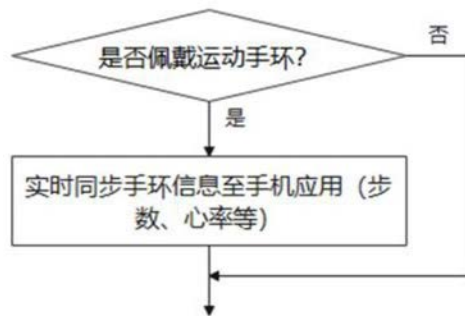 是否佩戴运动手环?
否
是
实时同步手环信息至手机应用（步
数、心率等）